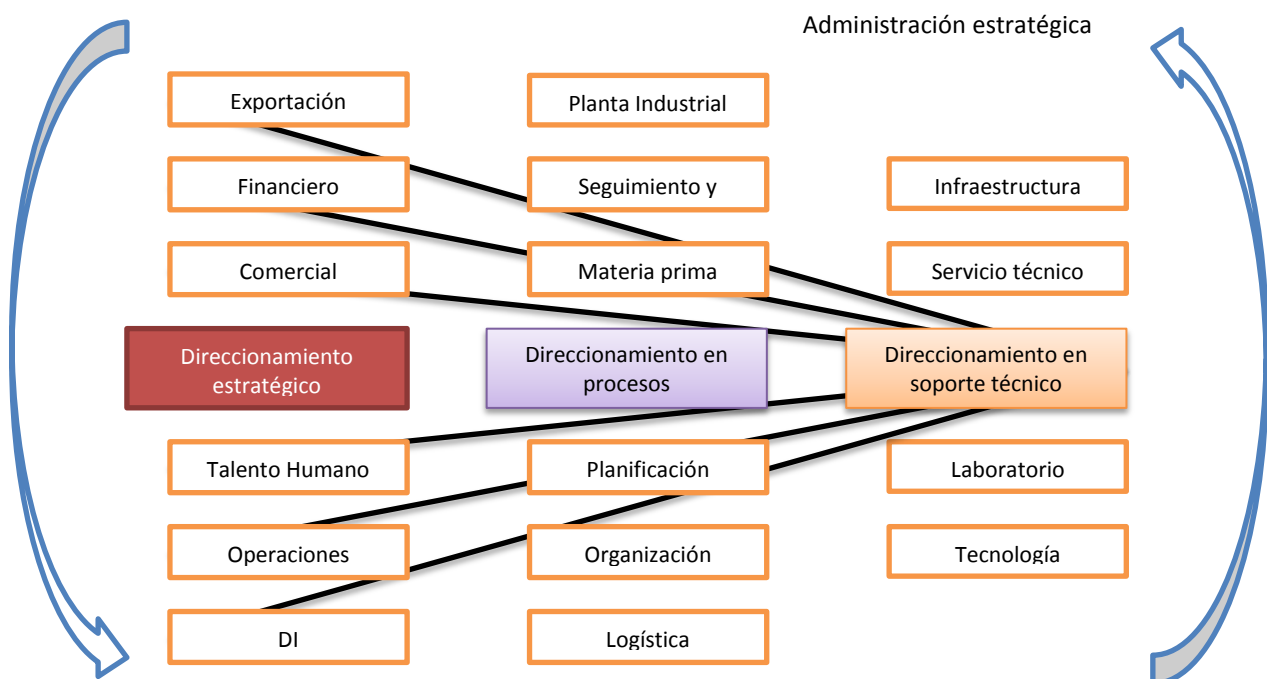 Administración estratégica
Exportación
Planta Industrial
Financiero
Seguimiento y
Infraestructura
Comercial
Materia prima
Servicio técnico
Direccionamiento
estratégico
Direccionamiento en
procesos
Direccionamiento en
soporte técnico
Talento Humano
Planificación
Laboratorio
Operaciones
Organización
Tecnología
DI
Logística